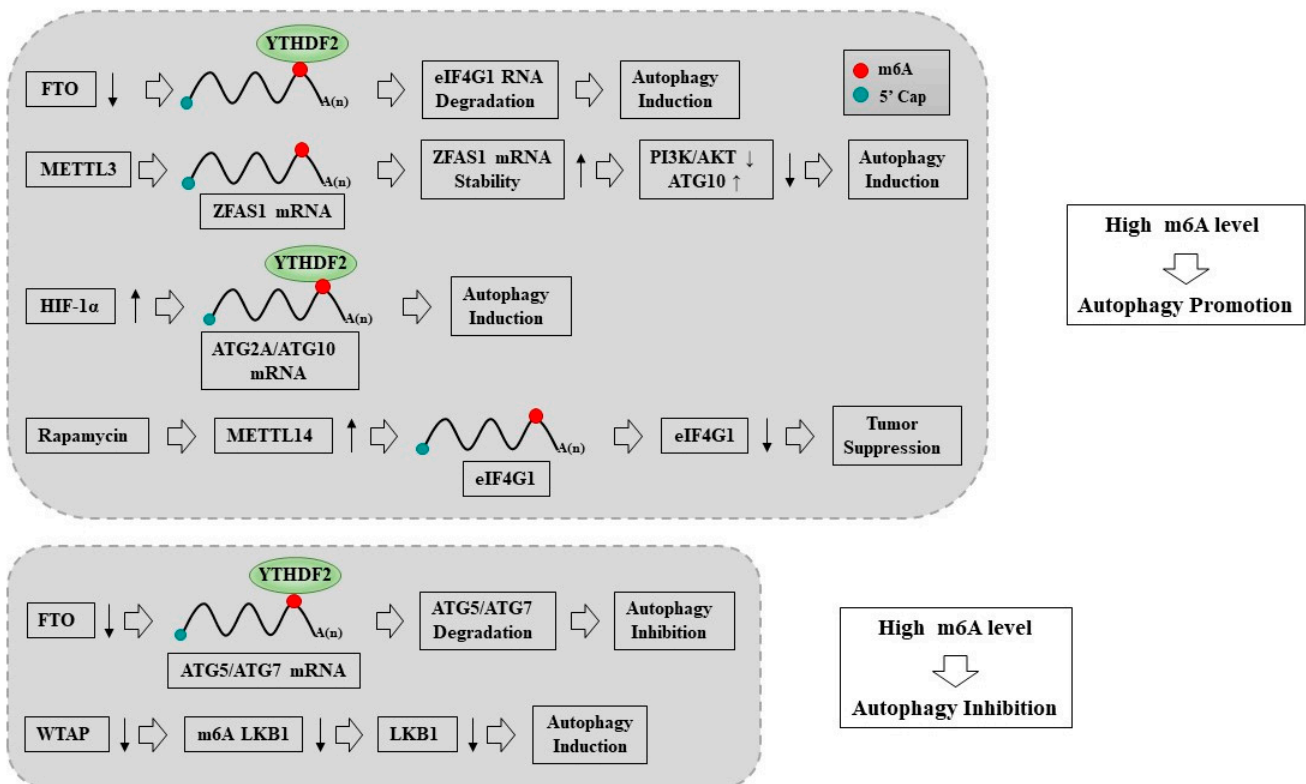 YTHDF2
FTO ↓
A(n)
eIF4G1 RNA
Degradation
Autophagy
Induction
m6A
5' Cap
METTL3
A(n)
ZFAS1 mRNA
ZFAS1 mRNA
Stability ↑
PI3K/AKT ↓
ATG10 ↑
↓
Autophagy
Induction
High m6A level
Autophagy Promotion
YTHDF2
HIF-1α ↑
A(n)
ATG2A/ATG10
mRNA
Autophagy
Induction
Rapamycin
METTL14 ↑
A(n)
eIF4G1
eIF4G1 ↓
Tumor
Suppression
YTHDF2
FTO ↓
A(n)
ATG5/ATG7 mRNA
ATG5/ATG7
Degradation
Autophagy
Inhibition
High m6A level
Autophagy Inhibition
WTAP ↓
m6A LKB1 ↓
LKB1 ↓
Autophagy
Induction